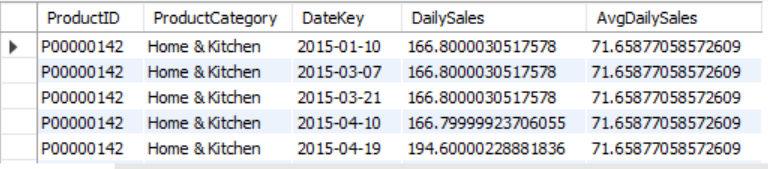 ProductID ProductCategory DateKey DailySales AvgDailySales
P00000142 Home & Kitchen 2015-01-10 166.8000030517578 71.65877058572609
P00000142 Home & Kitchen 2015-03-07 166.8000030517578 71.65877058572609
P00000142 Home & Kitchen 2015-03-21 166.8000030517578 71.65877058572609
P00000142 Home & Kitchen 2015-04-10 166.79999923706055 71.65877058572609
P00000142 Home & Kitchen 2015-04-19 194.60000228881836 71.65877058572609